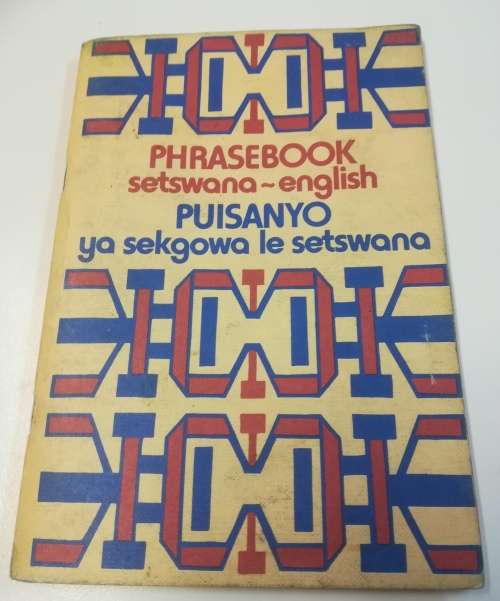 PHRASEBOOK
setswana~english
PUISANYO
ya sekgowa le setswana